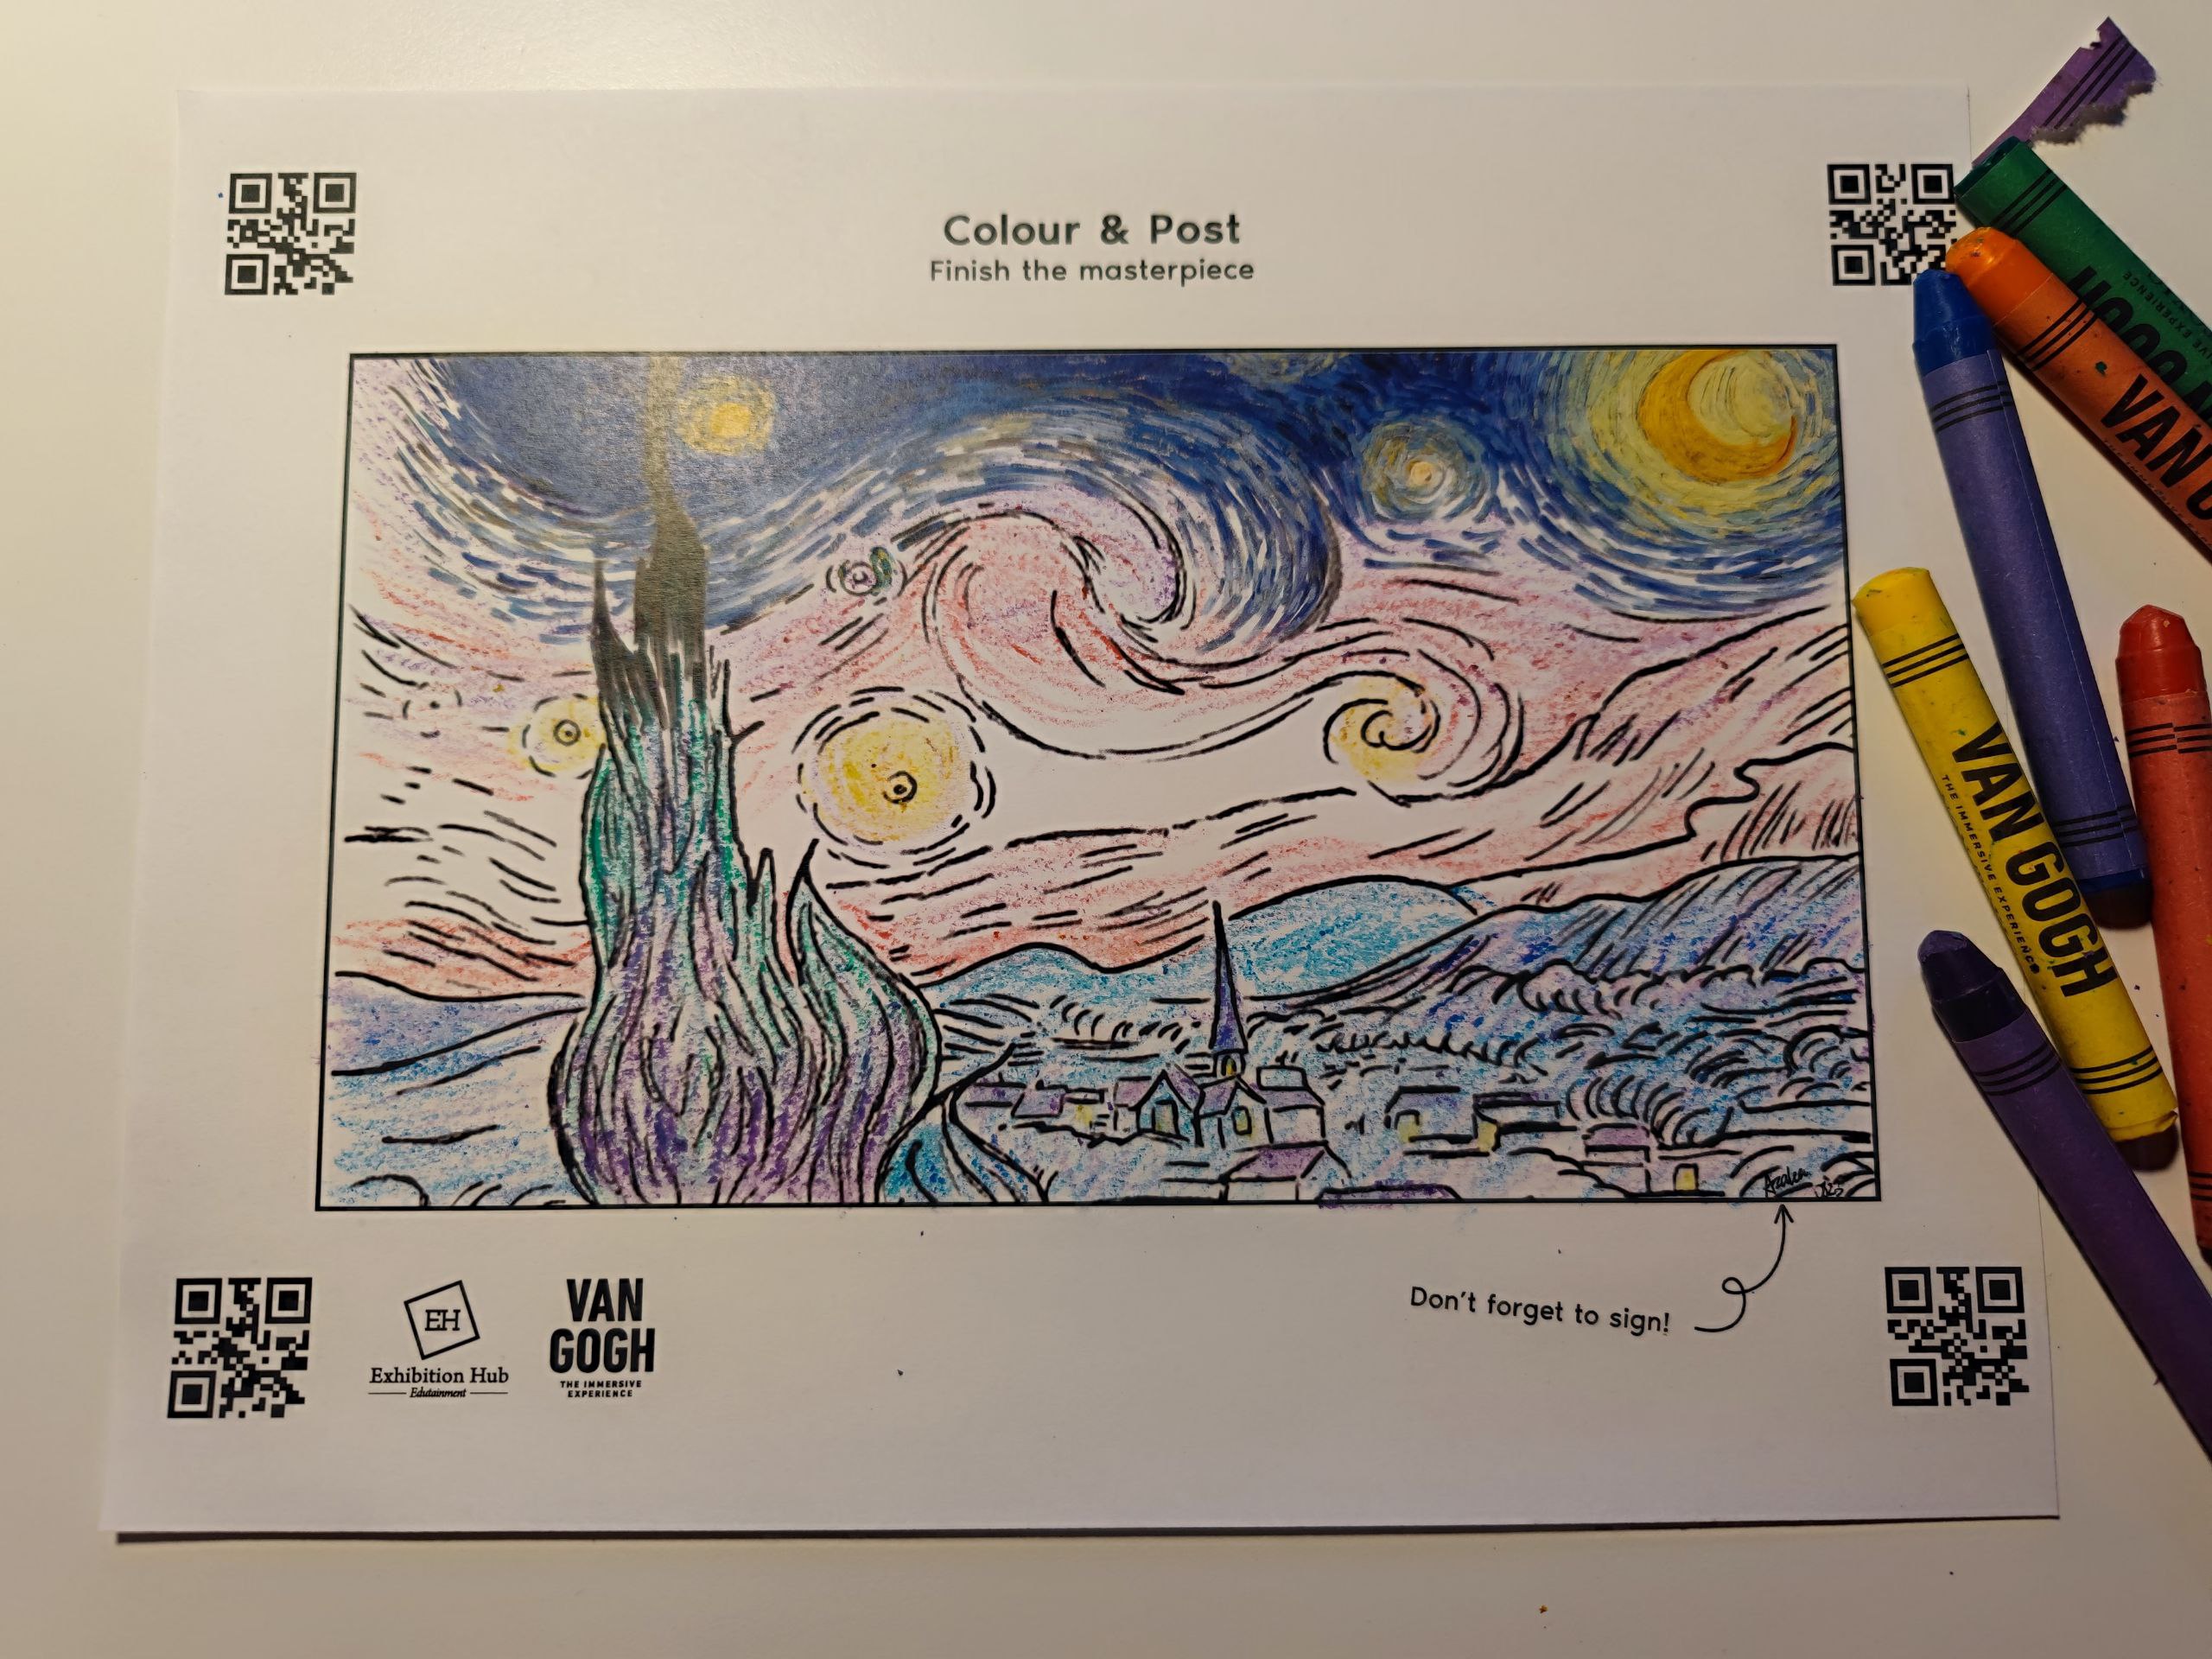 Colour & Post
Finish the masterpiece
Azalea
Don't forget to sign!
EH
Exhibition Hub
Edutainment
VAN
GOGH
THE IMMERSIVE
EXPERIENCE
VAN GOGH
THE IMMERSIVE EXPERIENCE
VAN G